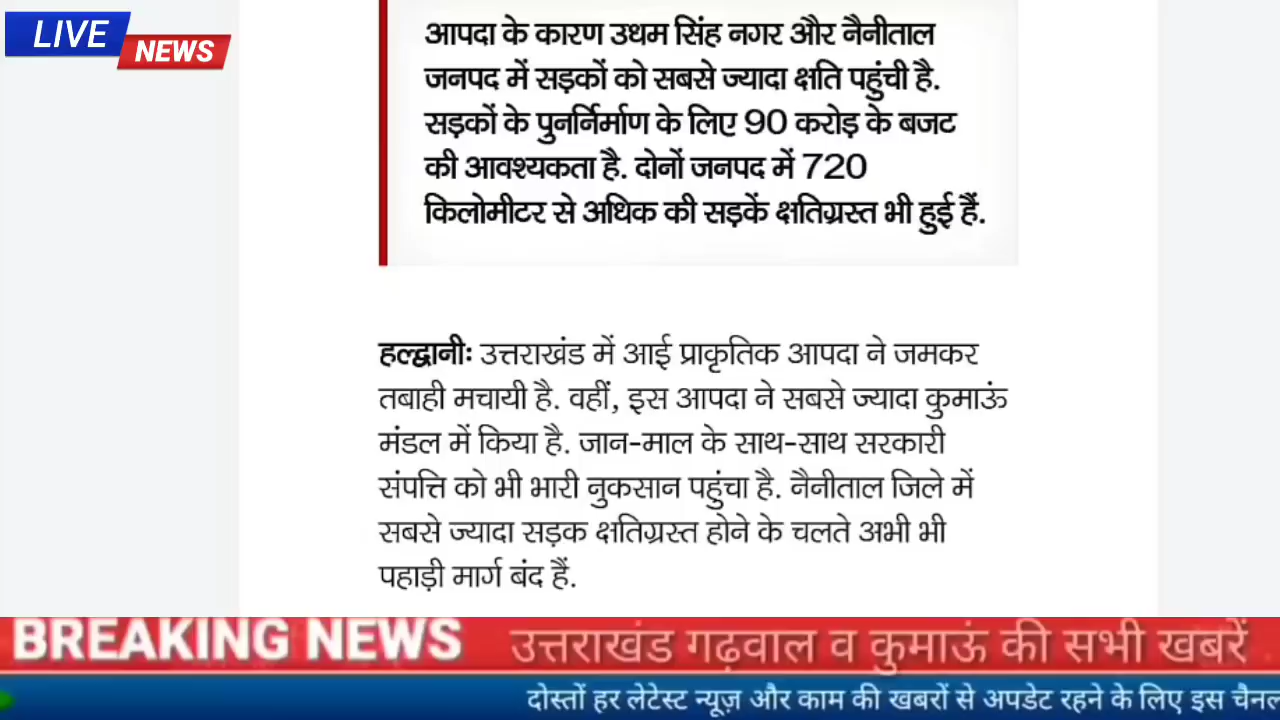 LIVE
NEWS
आपदा के कारण उधम सिंह नगर और नैनीताल
जनपद में सड़कों को सबसे ज्यादा क्षति पहुंची है.
सड़कों के पुनर्निर्माण के लिए 90 करोड़ के बजट
की आवश्यकता है. दोनों जनपद में 720
किलोमीटर से अधिक की सड़कें क्षतिग्रस्त भी हुई हैं.
हल्द्वानीः उत्तराखंड में आई प्राकृतिक आपदा ने जमकर
तबाही मचायी है. वहीं, इस आपदा ने सबसे ज्यादा कुमाऊं
मंडल में किया है. जान-माल के साथ-साथ सरकारी
संपत्ति को भी भारी नुकसान पहुंचा है. नैनीताल जिले में
सबसे ज्यादा सड़क क्षतिग्रस्त होने के चलते अभी भी
पहाड़ी मार्ग बंद हैं.
BREAKING NEWS उत्तराखंड गढ़वाल व कुमाऊं की सभी खबरें
दोस्तों हर लेटेस्ट न्यूज़ और काम की खबरों से अपडेट रहने के लिए इस चैनल